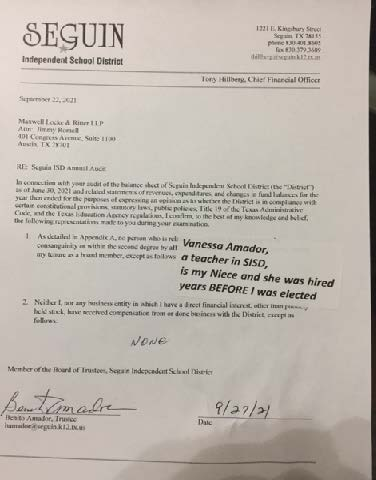 SEGUIN
Independent School District
1221 E. Kingsbury Street
Seguin, TX 78155
phone 830.401.8692
fax 830.379.3689
thillberg@seguin.k12.tx.us
Tony Hillberg, Chief Financial Officer
September 22, 2021
Maxwell Locke & Ritter LLP
Attn: Jimmy Romell
401 Congress Avenue, Suite 1100
Austin, TX 78701
RE: Seguin ISD Annual Audit
In connection with your audit of the balance sheet of Seguin Independent School District (the "District")
as of June 30, 2021 and related statements of revenues, expenditures, and changes in fund balances for the
year then ended for the purposes of expressing an opinion as to whether the District is in compliance with
certain constitutional provisions, statutory laws, public policies, Title 19 of the Texas Administrative
Code, and the Texas Education Agency regulations, I confirm, to the best of my knowledge and belief,
the following representations made to you during your examination.
1. As detailed in Appendix A, no person who is rel
consanguinity or within the second degree by aff
my tenure as a board member, except as follows
Vanessa Amador,
a teacher in SISD,
is my Niece and she was hired
years BEFORE I was elected
2. Neither I, nor any business entity in which I have a direct financial interest, other than
held stock, have received compensation from or done business with the District, except as
follows:
NONE
Member of the Board of Trustees, Seguin Independent School District
Benito Amador
9/27/21
Benito Amador, Trustee
Date
bamador@seguin.k12.tx.us